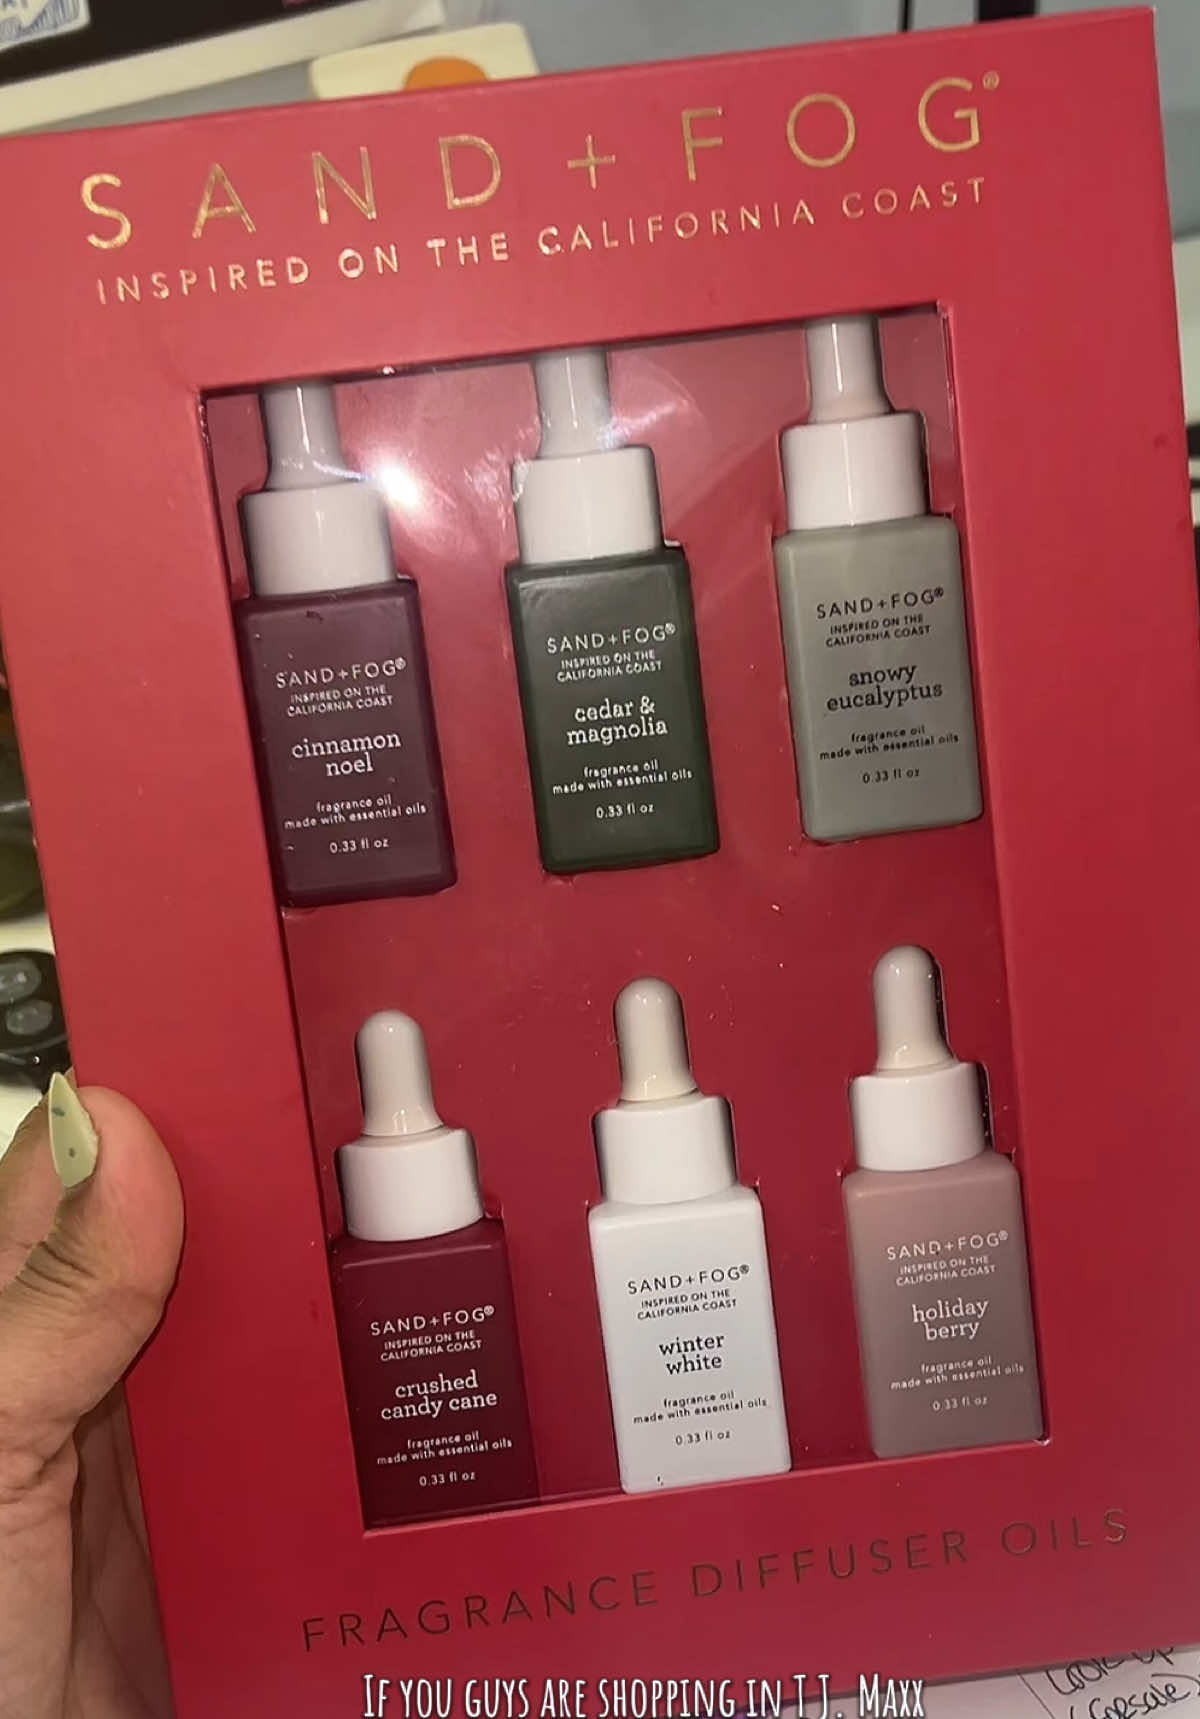 SAND+FOG®
INSPIRED ON THE CALIFORNIA COAST
SAND+FOG®
INSPIRED ON THE
CALIFORNIA COAST
cinnamon
noel
fragrance oil
made with essential oils
0.33 fl oz
SAND+FOG®
INSPIRED ON THE
CALIFORNIA COAST
cedar &
magnolia
fragrance oil
made with essential oils
0.33 fl oz
SAND+FOG®
INSPIRED ON THE
CALIFORNIA COAST
snowy
eucalyptus
fragrance oil
made with essential oils
0.33 fl oz
SAND+FOG®
INSPIRED ON THE
CALIFORNIA COAST
crushed
candy cane
fragrance oil
made with essential oils
0.33 fl oz
SAND+FOG®
INSPIRED ON THE
CALIFORNIA COAST
winter
white
fragrance oil
made with essential oils
0.33 fl oz
SAND+FOG®
INSPIRED ON THE
CALIFORNIA COAST
holiday
berry
fragrance oil
made with essential oils
0.33 fl oz
FRAGRANCE DIFFUSER OILS
IF YOU GUYS ARE SHOPPING IN TJ. MAXX